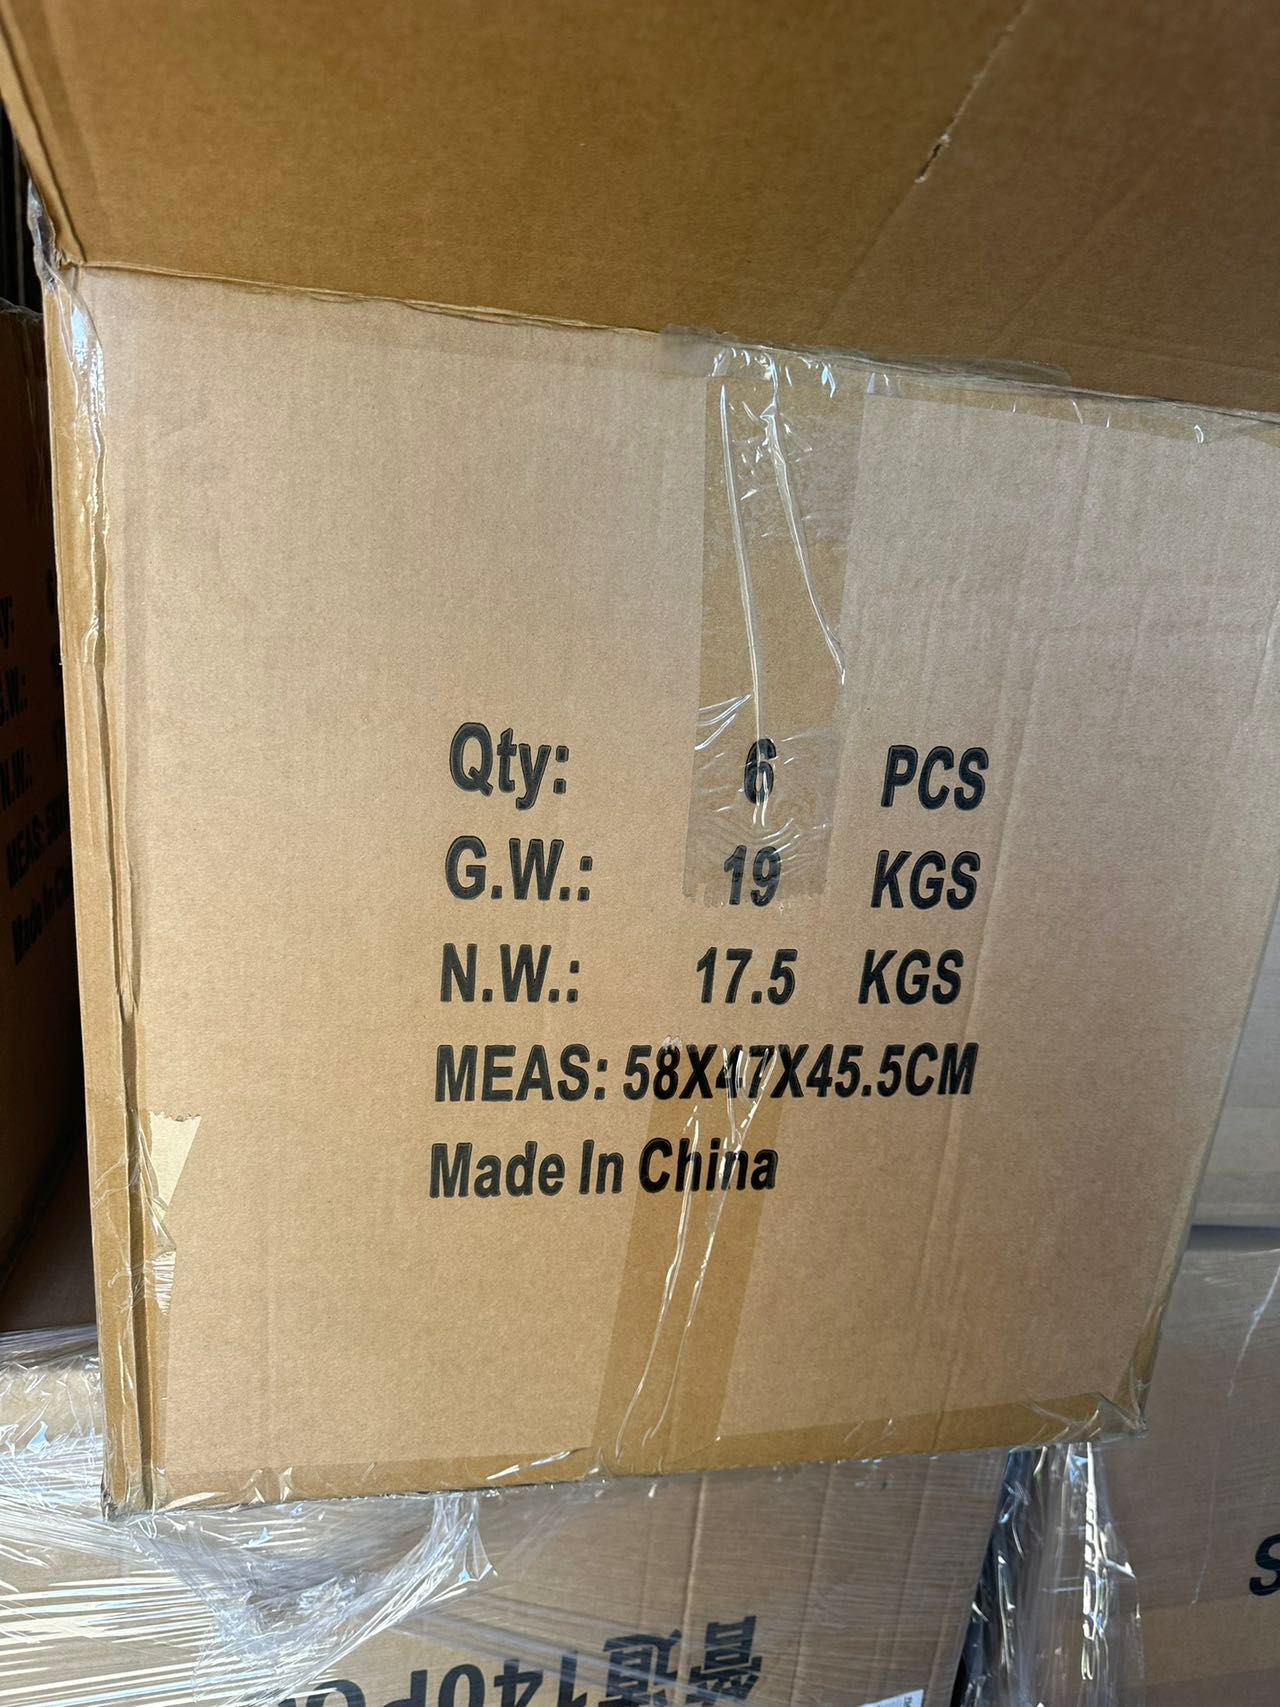 Qty: 6 PCS
G.W.: 19 KGS
N.W.: 17.5 KGS
MEAS: 58X47X45.5CM
Made In China